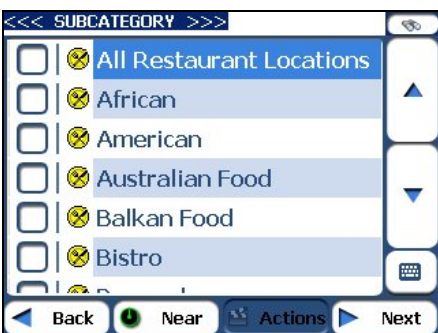 <<< SUBCATEGORY >>>
All Restaurant Locations
African
American
Australian Food
Balkan Food
Bistro
Back Near Actions Next